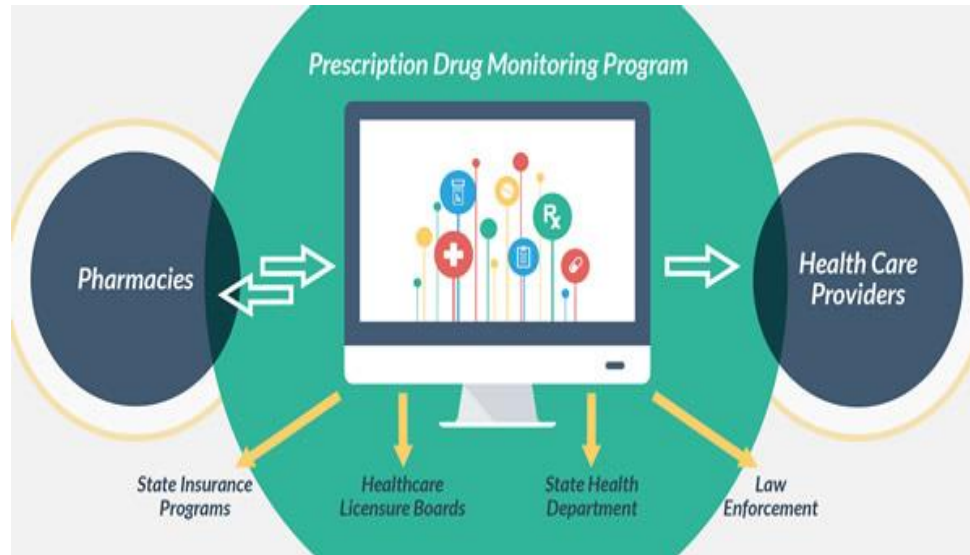 Prescription Drug Monitoring Program
Pharmacies
Rx
Health Care
Providers
State Insurance
Programs
Healthcare
Licensure Boards
State Health
Department
Law
Enforcement